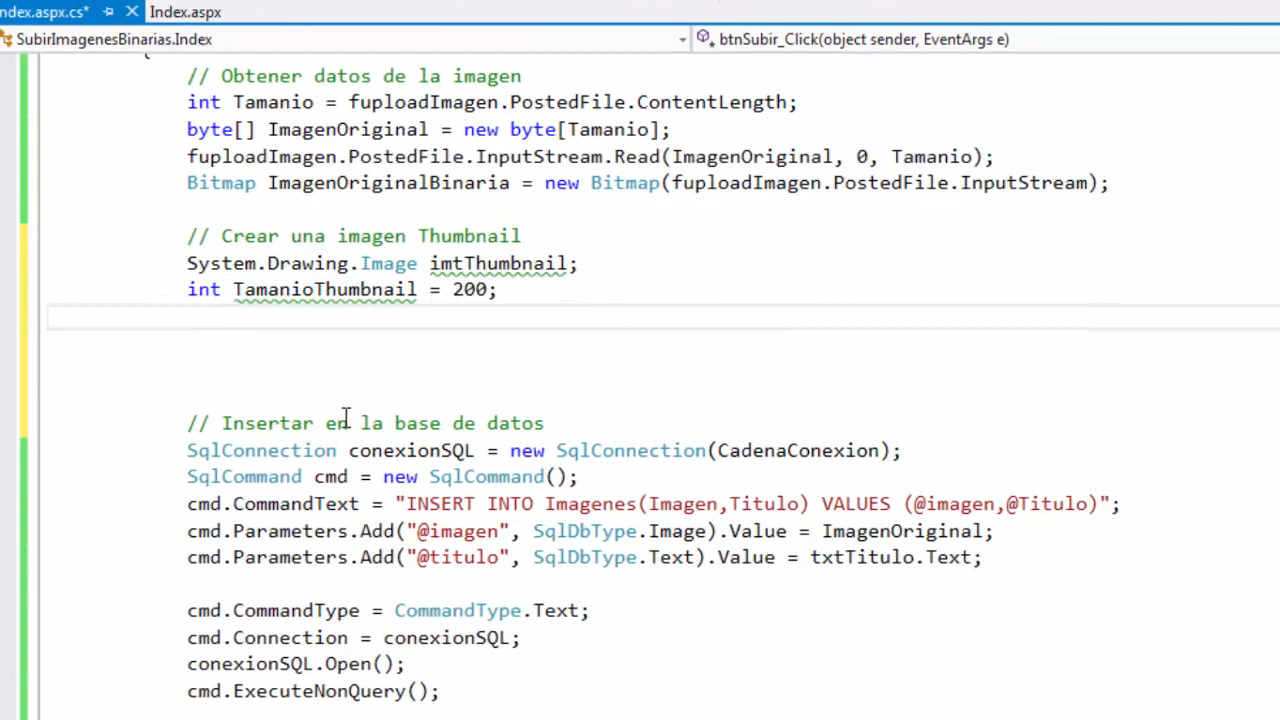 ndex.aspx.cs* Index.aspx
SubirImagenesBinarias.Index btnSubir_Click(object sender, EventArgs e)
{
// Obtener datos de la imagen
int Tamanio = fuploadImagen.PostedFile.ContentLength;
byte[] ImagenOriginal = new byte[Tamanio];
fuploadImagen.PostedFile.InputStream.Read(ImagenOriginal, 0, Tamanio);
Bitmap ImagenOriginalBinaria = new Bitmap(fuploadImagen.PostedFile.InputStream);
// Crear una imagen Thumbnail
System.Drawing.Image imtThumbnail;
int TamanioThumbnail = 200;
// Insertar en la base de datos
SqlConnection conexionSQL = new SqlConnection(CadenaConexion);
SqlCommand cmd = new SqlCommand();
cmd.CommandText = "INSERT INTO Imagenes(Imagen,Titulo) VALUES (@imagen,@Titulo)";
cmd.Parameters.Add("@imagen", SqlDbType.Image).Value = ImagenOriginal;
cmd.Parameters.Add("@titulo", SqlDbType.Text).Value = txtTitulo.Text;
cmd.CommandType = CommandType.Text;
cmd.Connection = conexionSQL;
conexionSQL.Open();
cmd.ExecuteNonQuery();